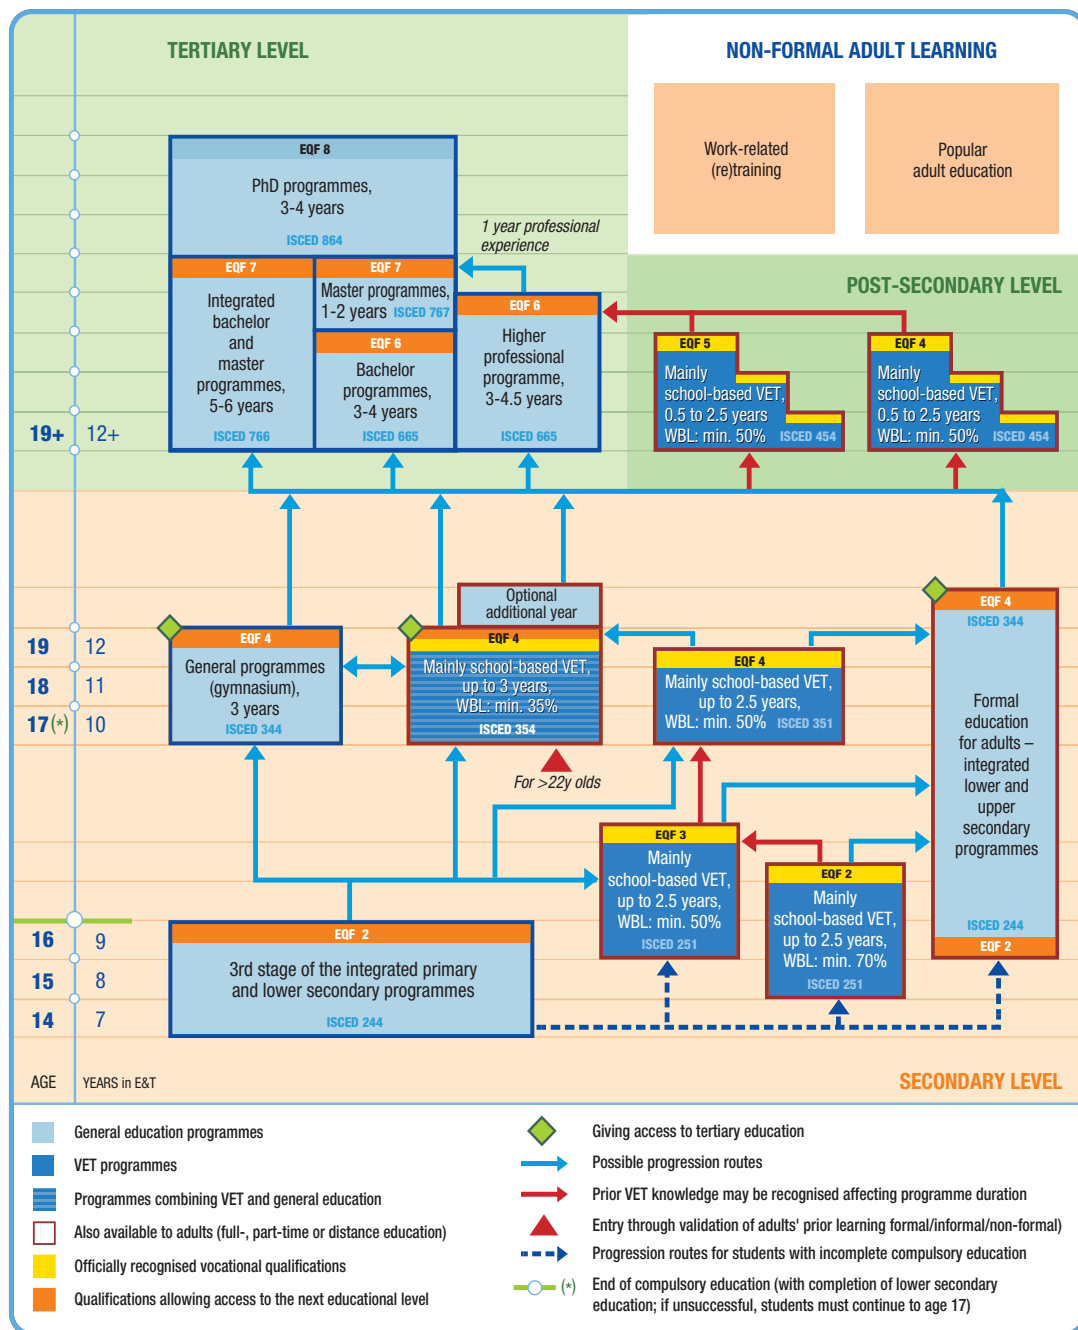 TERTIARY LEVEL
NON-FORMAL ADULT LEARNING
Work-related
(re)training
Popular
adult education
EQF 8
PhD programmes,
3-4 years
ISCED 864
1 year professional
experience
POST-SECONDARY LEVEL
EQF 7
Integrated
bachelor
and
master
programmes,
5-6 years
ISCED 766
EQF 7
Master programmes,
1-2 years ISCED 767
EQF 6
Bachelor
programmes,
3-4 years
ISCED 665
EQF 6
Higher
professional
programme,
3-4.5 years
ISCED 665
EQF 5
Mainly
school-based VET,
0.5 to 2.5 years
WBL: min. 50% ISCED 454
EQF 4
Mainly
school-based VET,
0.5 to 2.5 years
WBL: min. 50% ISCED 454
19+ 12+
Optional
additional year
EQF 4
General programmes
(gymnasium),
3 years
ISCED 344
EQF 4
Mainly school-based VET,
up to 3 years,
WBL: min. 35%
ISCED 354
For >22y olds
EQF 4
Mainly school-based VET,
up to 2.5 years,
WBL: min. 50% ISCED 351
EQF 4
ISCED 344
Formal
education
for adults –
integrated
lower and
upper
secondary
programmes
ISCED 244
EQF 2
19 12
18 11
17 (*) 10
EQF 3
Mainly
school-based VET,
up to 2.5 years,
WBL: min. 50%
ISCED 251
EQF 2
Mainly
school-based VET,
up to 2.5 years,
WBL: min. 70%
ISCED 251
EQF 2
3rd stage of the integrated primary
and lower secondary programmes
ISCED 244
16 9
15 8
14 7
AGE YEARS in E&T
SECONDARY LEVEL
General education programmes
VET programmes
Programmes combining VET and general education
Also available to adults (full-, part-time or distance education)
Officially recognised vocational qualifications
Qualifications allowing access to the next educational level
Giving access to tertiary education
Possible progression routes
Prior VET knowledge may be recognised affecting programme duration
Entry through validation of adults' prior learning formal/informal/non-formal)
Progression routes for students with incomplete compulsory education
(*) End of compulsory education (with completion of lower secondary
education; if unsuccessful, students must continue to age 17)